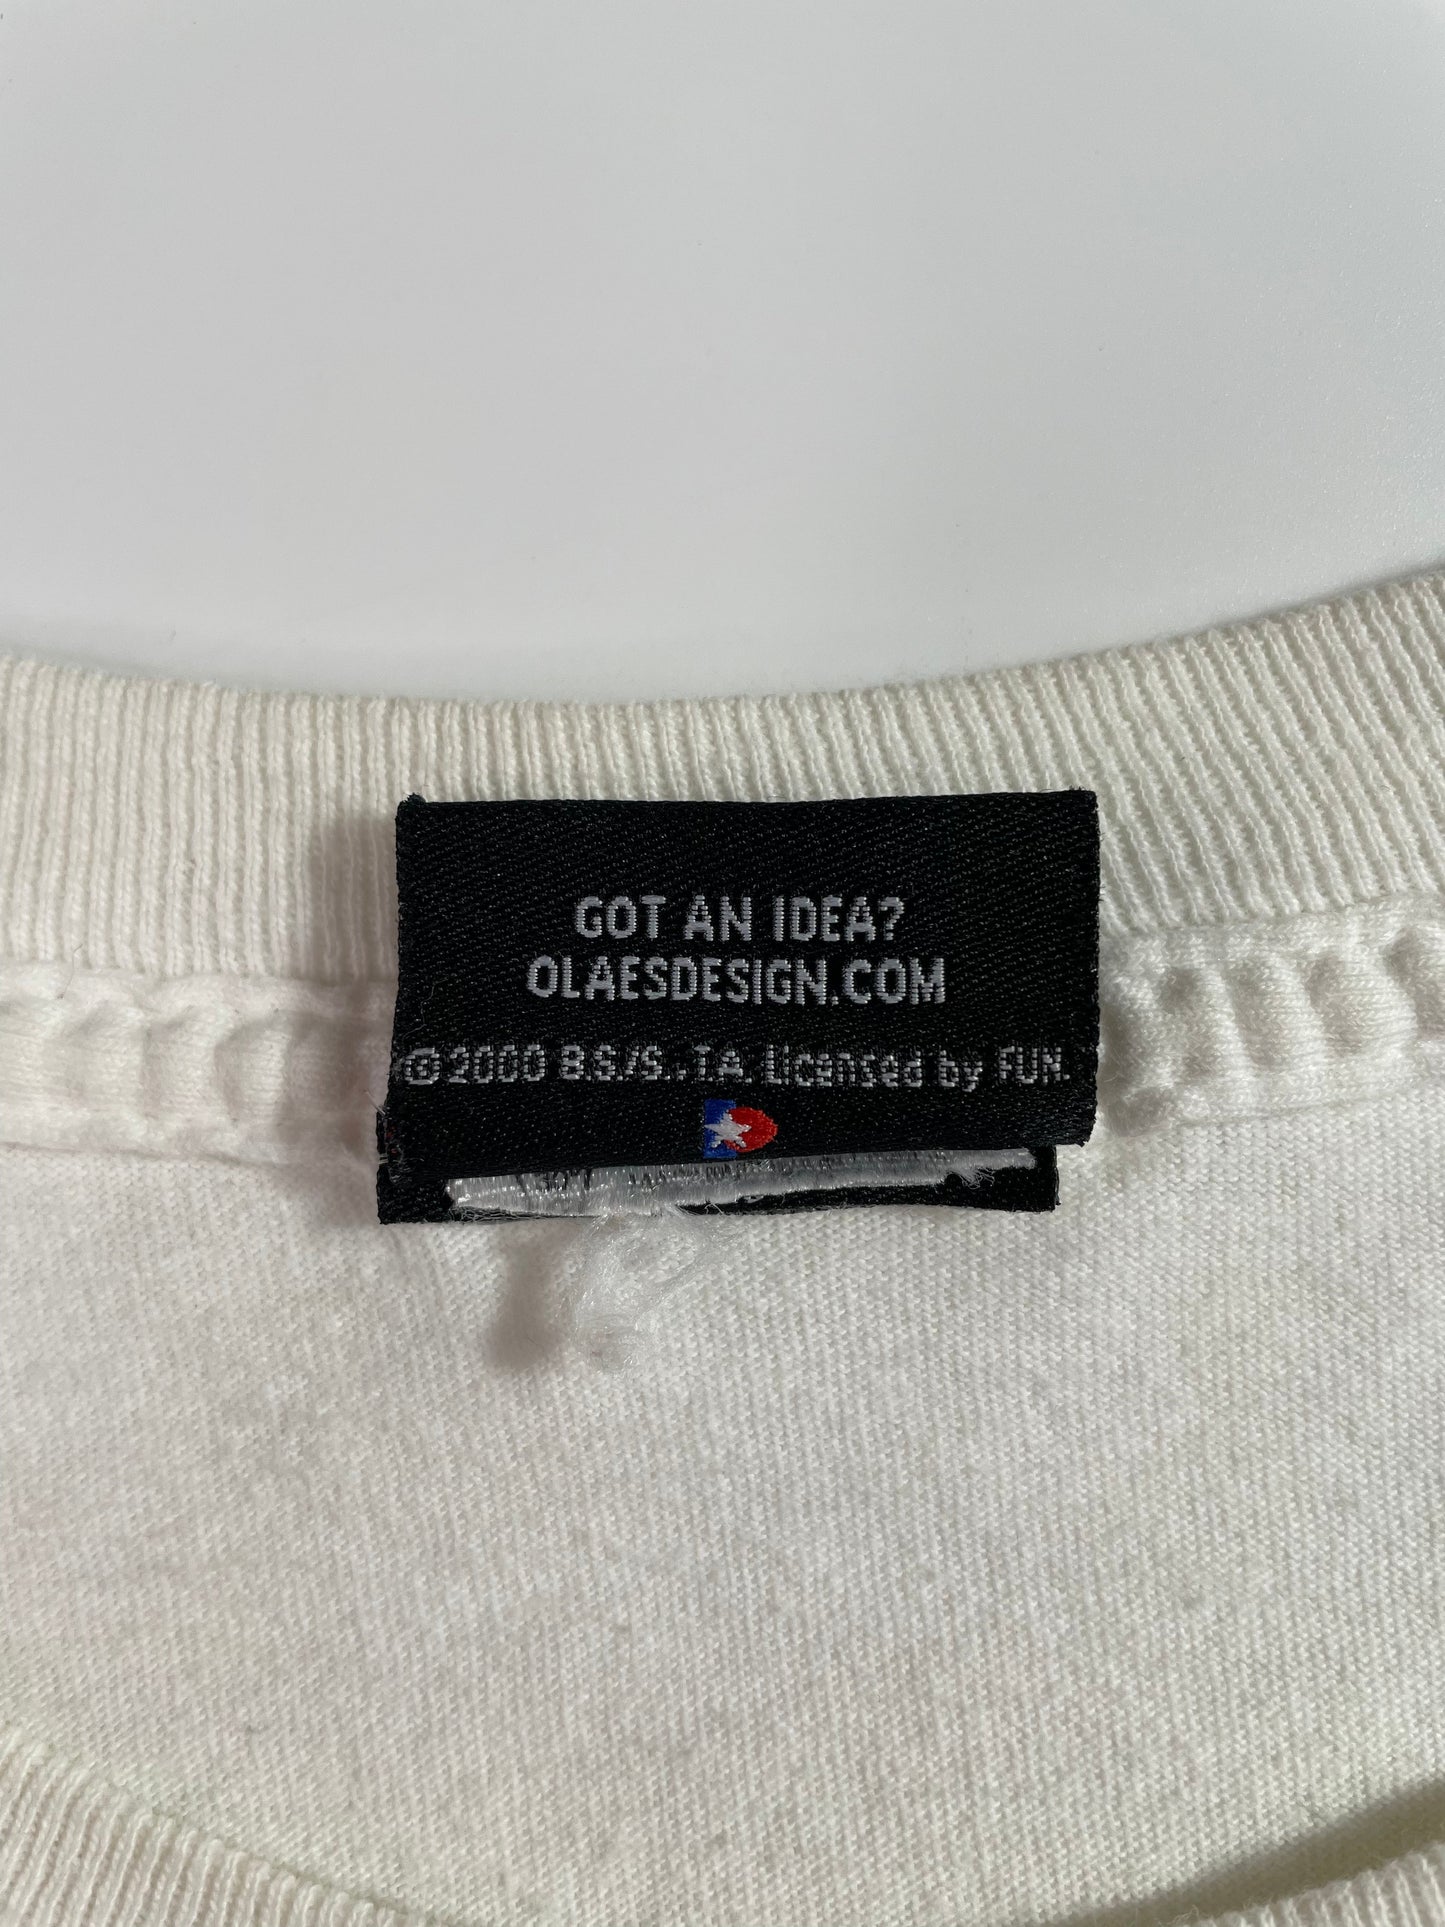 GOT AN IDEA?
OLAESDESIGN.COM
© 2000 B.S./S. .T.A. Licensed by FUN.